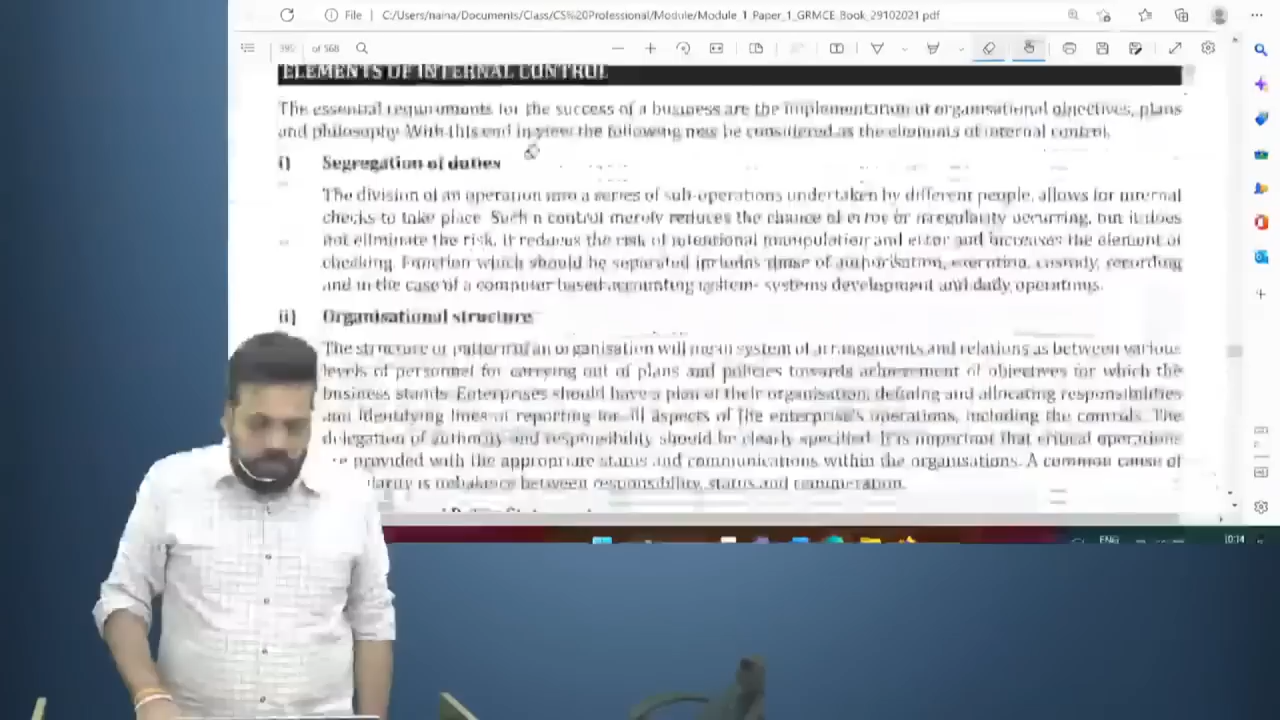 File C:/Users/naina/Documents/Class/CS%20Professional/Module/Module_1_Paper_1_GRMCE_Book_29102021 pdf
395 of 568
ELEMENTS OF INTERNAL CONTROL
The essential requirements for the success of a business are the implementation of organisational objectives, plans
and philosophy. With this end in view the following may be considered as the elements of internal control.
i) Segregation of duties
The division of an operation into a series of sub-operations undertaken by different people, allows for internal
checks to take place. Such a control merely reduces the chance of error or irregularity occurring, but it does
not eliminate the risk. It reduces the risk of intentional manipulation and error and increases the element of
checking. Function which should be separated includes those of authorisation, execution, custody, recording
and in the case of a computer based accounting system- systems development and daily operations.
ii) Organisational structure
The structure or pattern of an organisation will mean system of arrangements and relations as between various
levels of personnel for carrying out of plans and policies towards achievement of objectives for which the
business stands. Enterprises should have a plan of their organisation, defining and allocating responsibilities
and identifying lines of reporting for all aspects of the enterprise's operations, including the controls. The
delegation of authority and responsibility should be clearly specified. It is important that critical operations
provided with the appropriate status and communications within the organisations. A common cause of
is imbalance between responsibility, status and
ENG
10:14